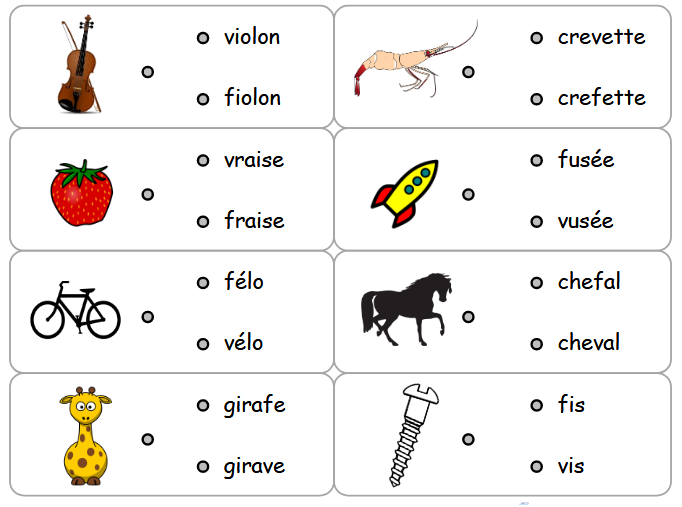 violon
fiolon
crevette
crefette
vraise
fraise
fusée
vusée
félo
vélo
chefal
cheval
girafe
girave
fis
vis